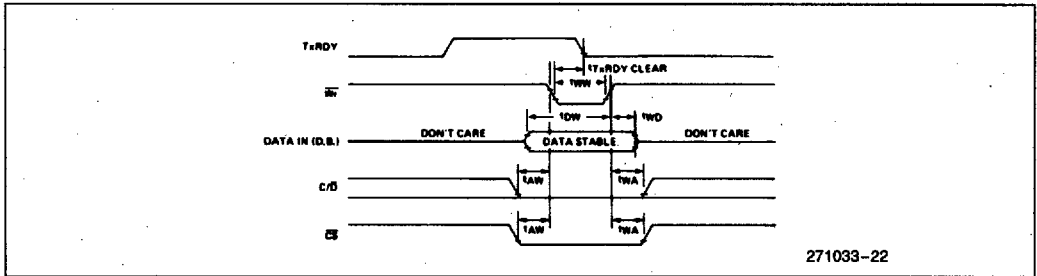 TxRDY
tTxRDY CLEAR
tWW
WR
tDW
tWD
DATA IN (D.B.)
DON'T CARE
DATA STABLE
DON'T CARE
tAW
tWA
C/D
tAW
tWA
CS
271033-22